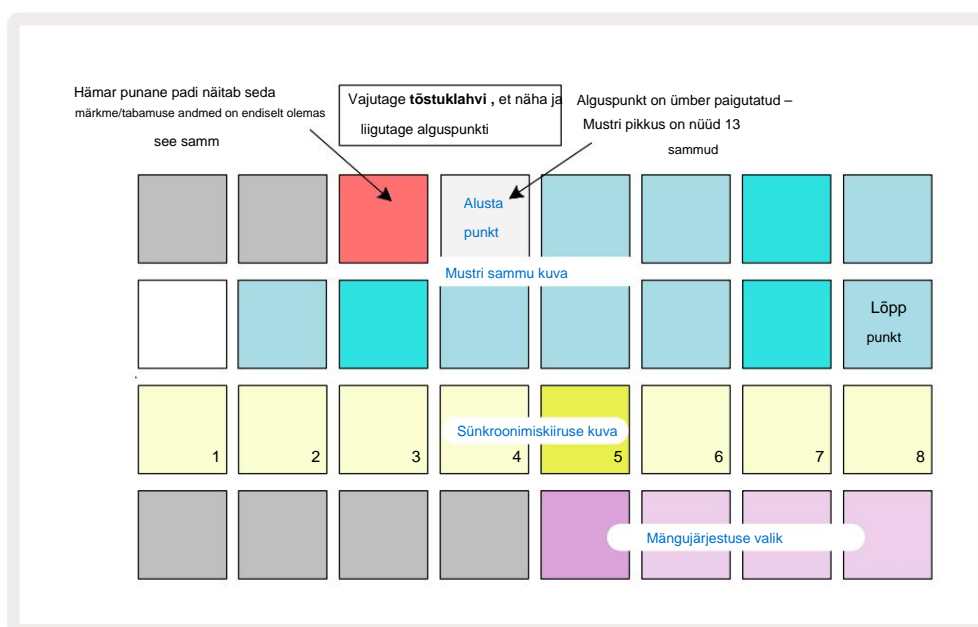 Hämar punane padi näitab seda
märkme/tabamuse andmed on endiselt olemas
see samm
Vajutage tõstuklahvi , et näha ja
liigutage alguspunkti
Alguspunkt on ümber paigutatud –
Mustri pikkus on nüüd 13
sammud
Alusta
punkt
Mustri sammu kuva
Lõpp
punkt
Sünkroonimiskiiruse kuva
1 2 3 4 5 6 7 8
Mängujärjestuse valik